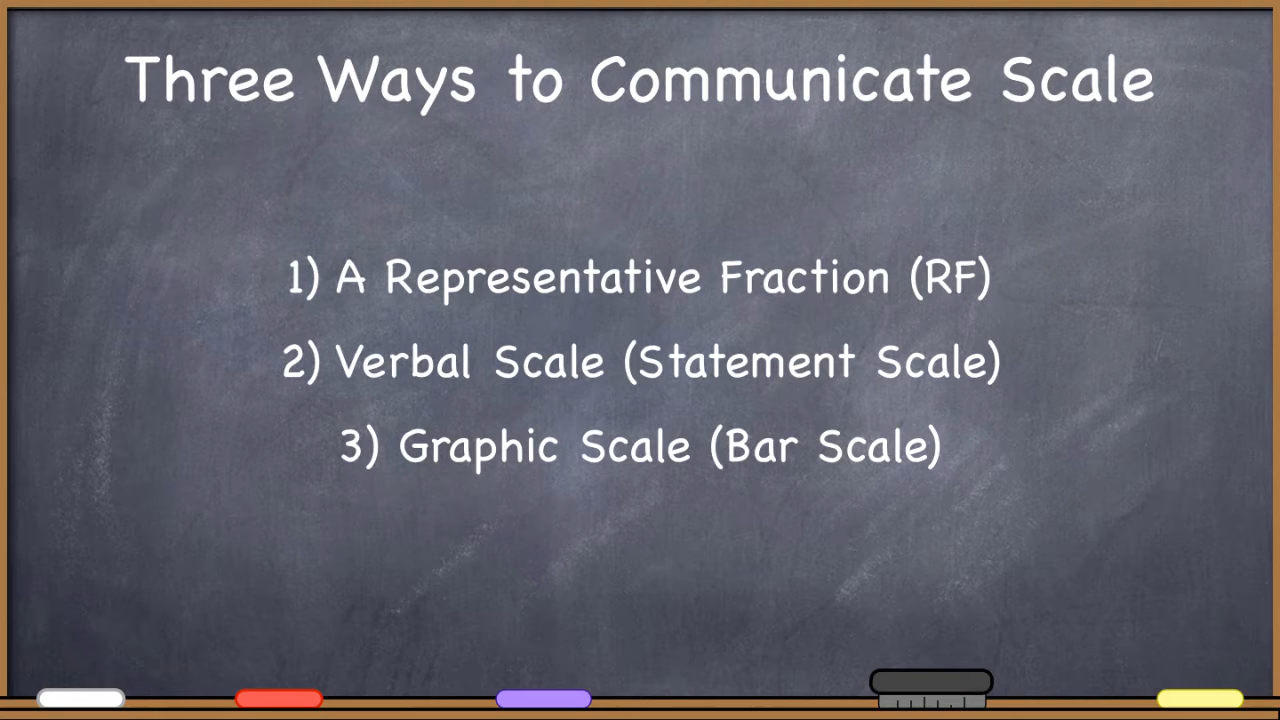 Three Ways to Communicate Scale
1) A Representative Fraction (RF)
2) Verbal Scale (Statement Scale)
3) Graphic Scale (Bar Scale)